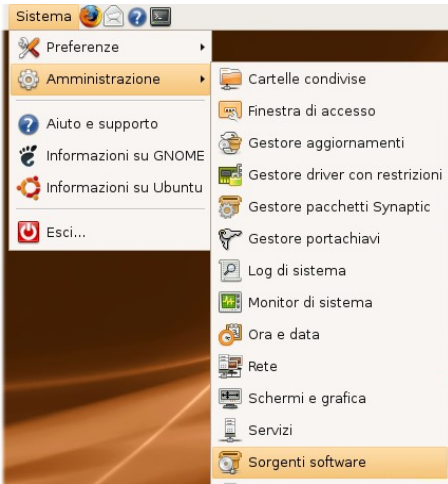 Sistema
Preferenze
Amministrazione
Aiuto e supporto
Informazioni su GNOME
Informazioni su Ubuntu
Esci...
Cartelle condivise
Finestra di accesso
Gestore aggiornamenti
Gestore driver con restrizioni
Gestore pacchetti Synaptic
Gestore portachiavi
Log di sistema
Monitor di sistema
Ora e data
Rete
Schermi e grafica
Servizi
Sorgenti software